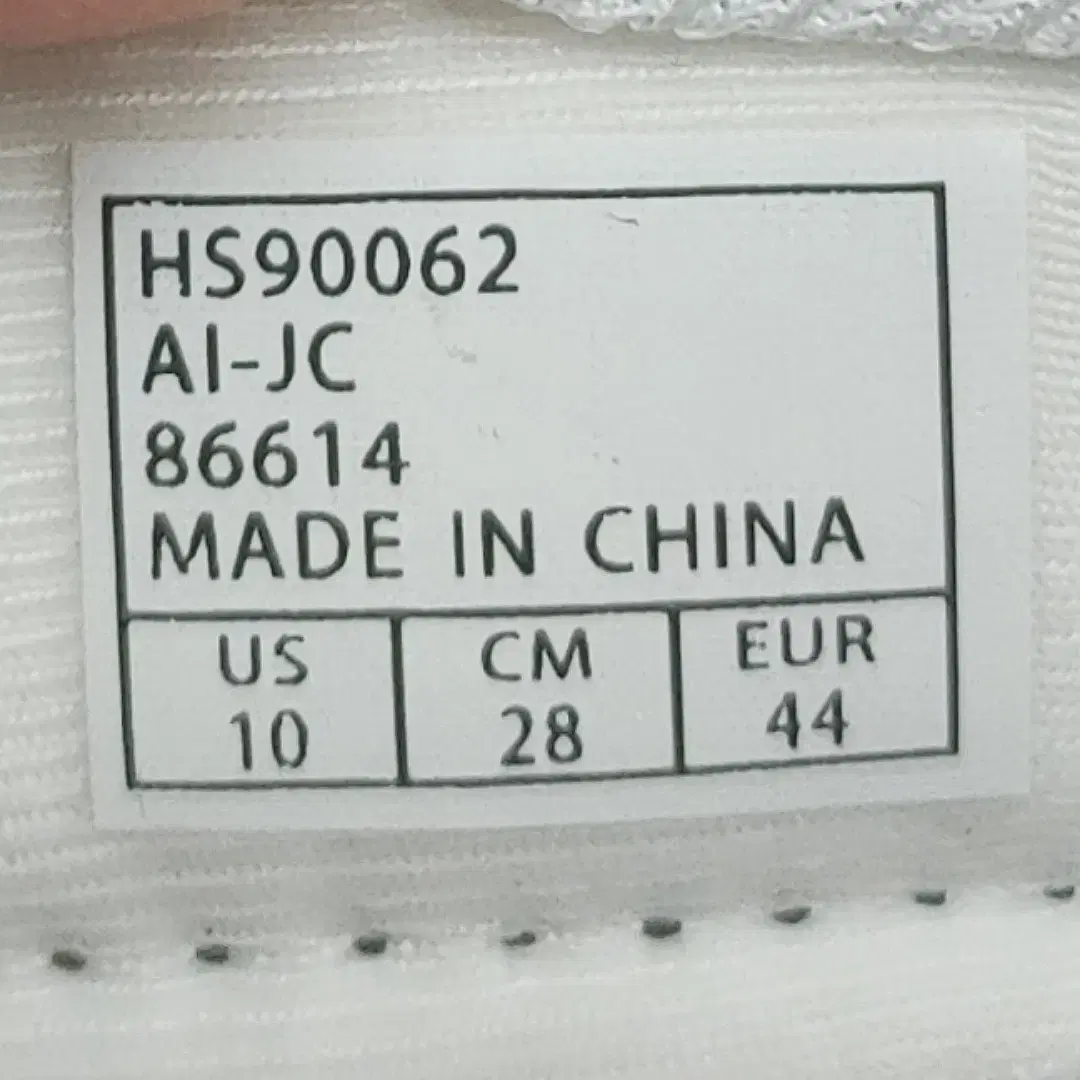 HS90062
AI-JC
86614
MADE IN CHINA
US CM EUR
10 28 44